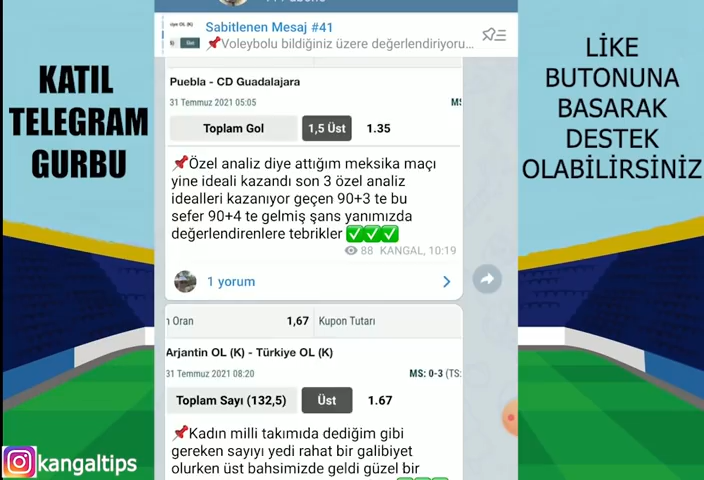 Sabitlenen Mesaj #41
📌Voleybolu bildiğiniz üzere değerlendiriyoru...
KATIL
TELEGRAM
GURBU
LİKE
BUTONUNA
BASARAK
DESTEK
OLABİLİRSİNİZ
Puebla - CD Guadalajara
31 Temmuz 2021 05:05
MS
Toplam Gol
1,5 Üst
1.35
📌Özel analiz diye attığım meksika maçı
yine ideali kazandı son 3 özel analiz
idealleri kazanıyor geçen 90+3 te bu
sefer 90+4 te gelmiş şans yanımızda
değerlendirenlere tebrikler ✅✅✅
88 KANGAL, 10:19
1 yorum
Oran
1,67
Kupon Tutarı
Arjantin OL (K) - Türkiye OL (K)
31 Temmuz 2021 08:20
MS: 0-3 (TS:
Toplam Sayı (132,5)
Üst
1.67
📌Kadın milli takımıda dediğim gibi
gereken sayıyı yedi rahat bir galibiyet
olurken üst bahsimizde geldi güzel bir
kangaltips